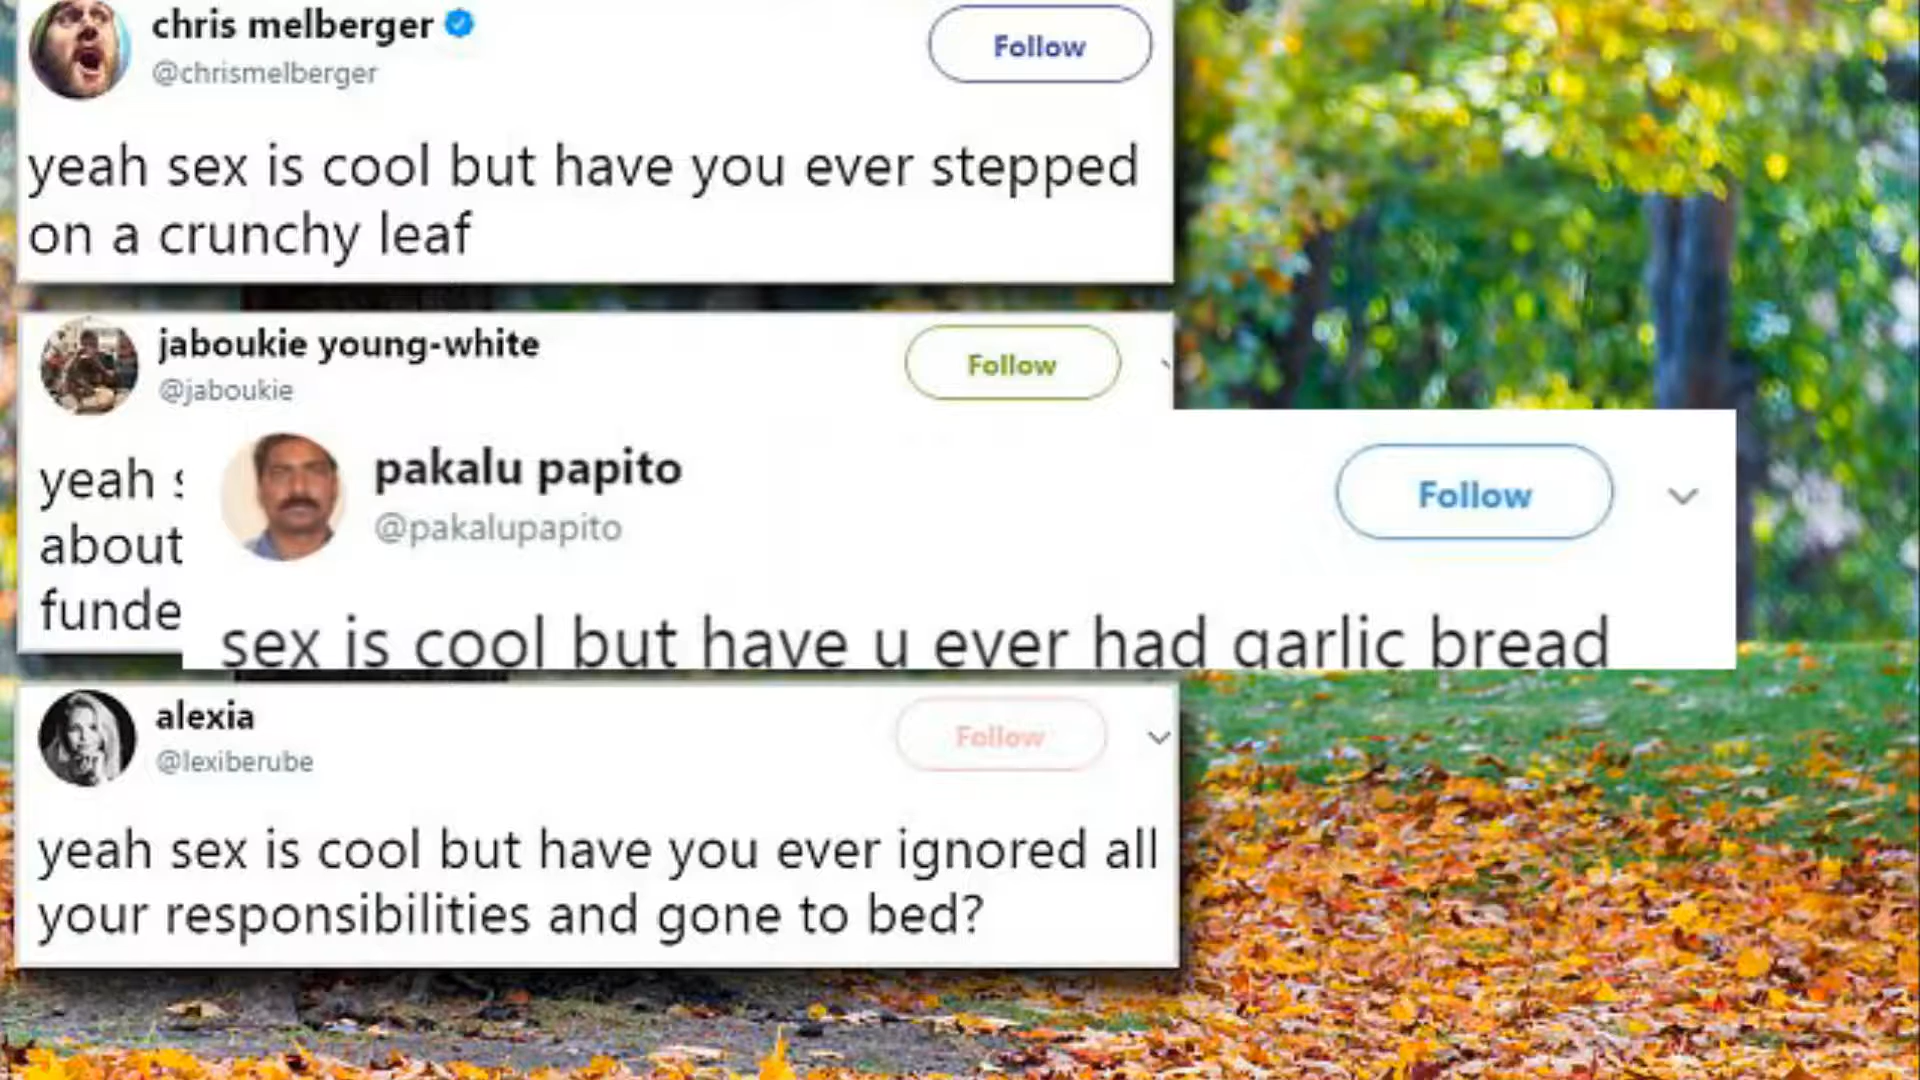 chris melberger
@chrismelberger
Follow
yeah sex is cool but have you ever stepped
on a crunchy leaf
jaboukie young-white
@jaboukie
Follow
yeah
about
funde
pakalu papito
@pakalupapito
Follow
sex is cool but have u ever had garlic bread
alexia
@lexiberube
Follow
yeah sex is cool but have you ever ignored all
your responsibilities and gone to bed?